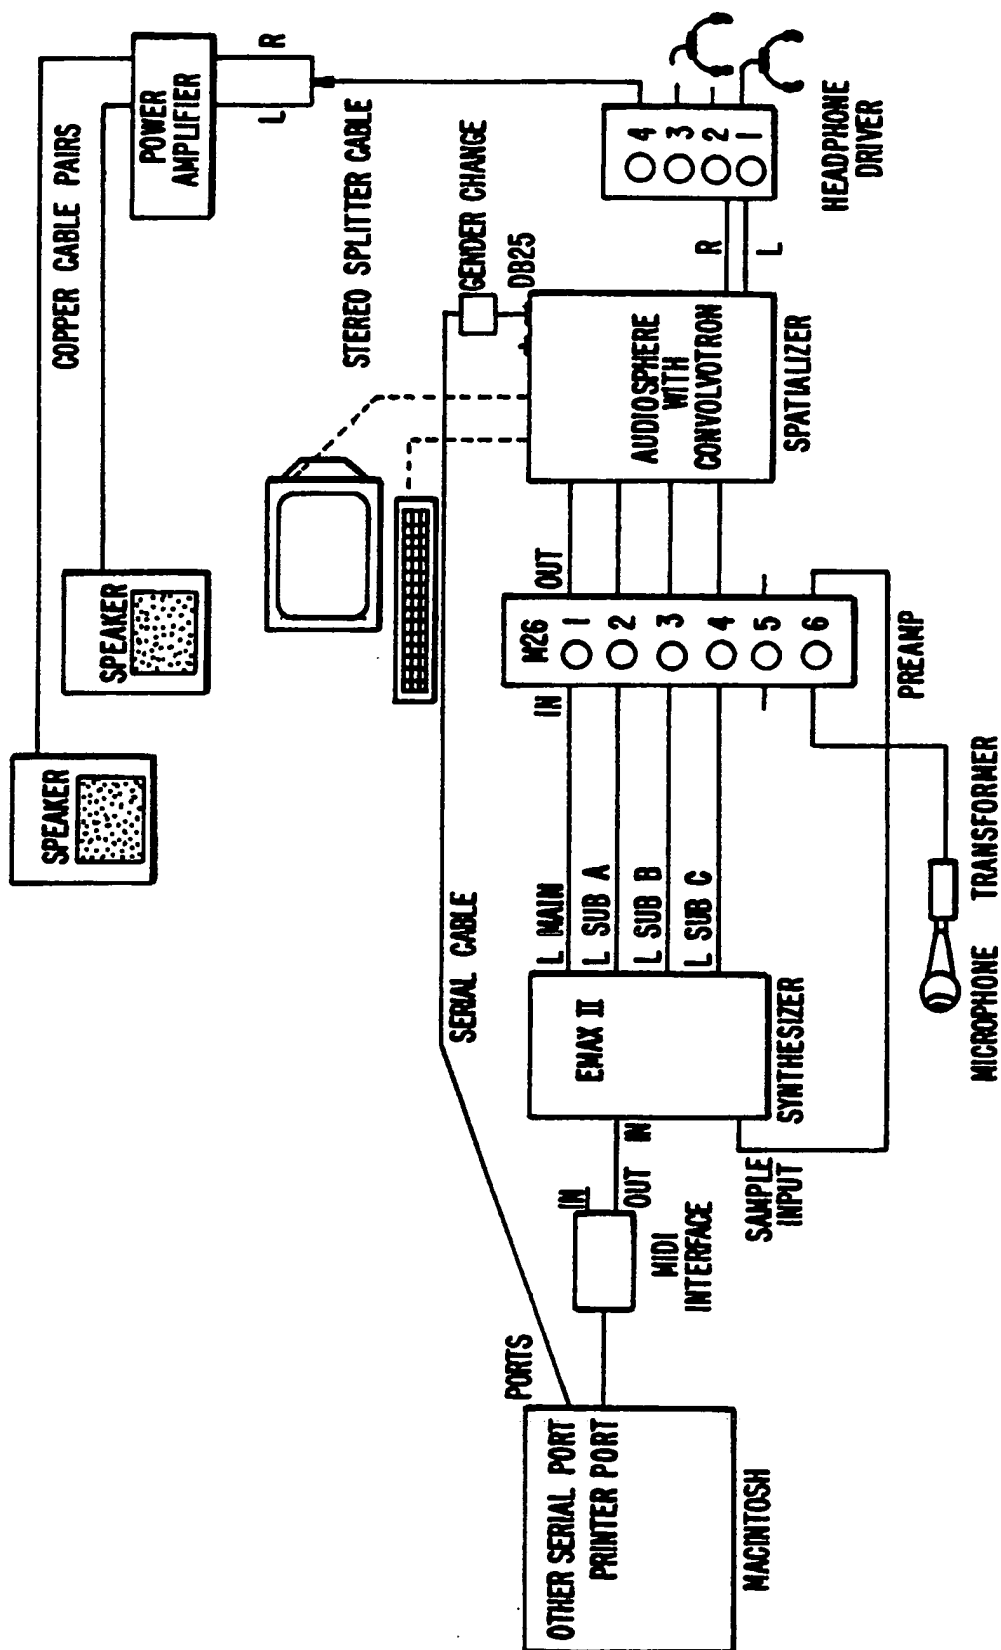 COPPER CABLE PAIRS
POWER
AMPLIFIER
R
L
SPEAKER
SPEAKER
STEREO SPLITTER CABLE
GENDER CHANGE
DB25
SERIAL CABLE
PORTS
OTHER SERIAL PORT
PRINTER PORT
MACINTOSH
IN
OUT
MIDI
INTERFACE
IN
EMAX II
SYNTHESIZER
SAMPLE
INPUT
L MAIN
L SUB A
L SUB B
L SUB C
IN
M26
OUT
1
2
3
4
5
6
PREAMP
MICROPHONE
TRANSFORMER
AUDIOSPHERE
WITH
CONVOLVOTRON
SPATIALIZER
R
L
4
3
2
1
HEADPHONE
DRIVER